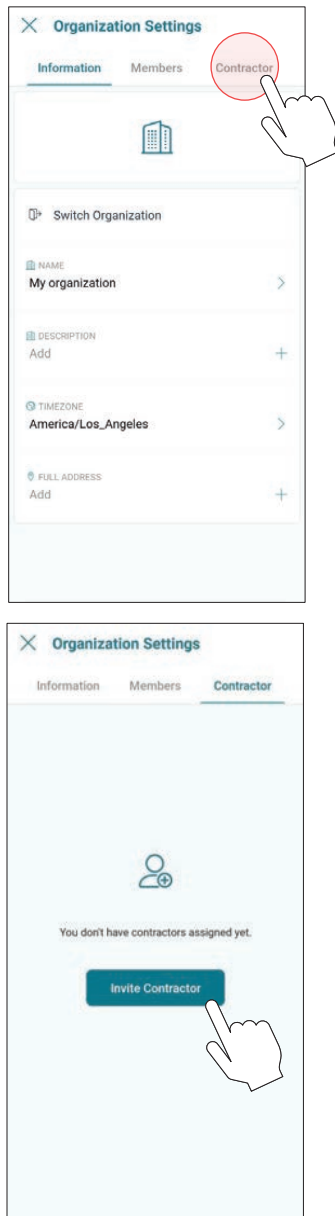 Organization Settings
Information Members Contractor
Switch Organization
NAME
My organization
DESCRIPTION
Add
TIMEZONE
America/Los_Angeles
FULL ADDRESS
Add
Organization Settings
Information Members Contractor
You don't have contractors assigned yet.
Invite Contractor